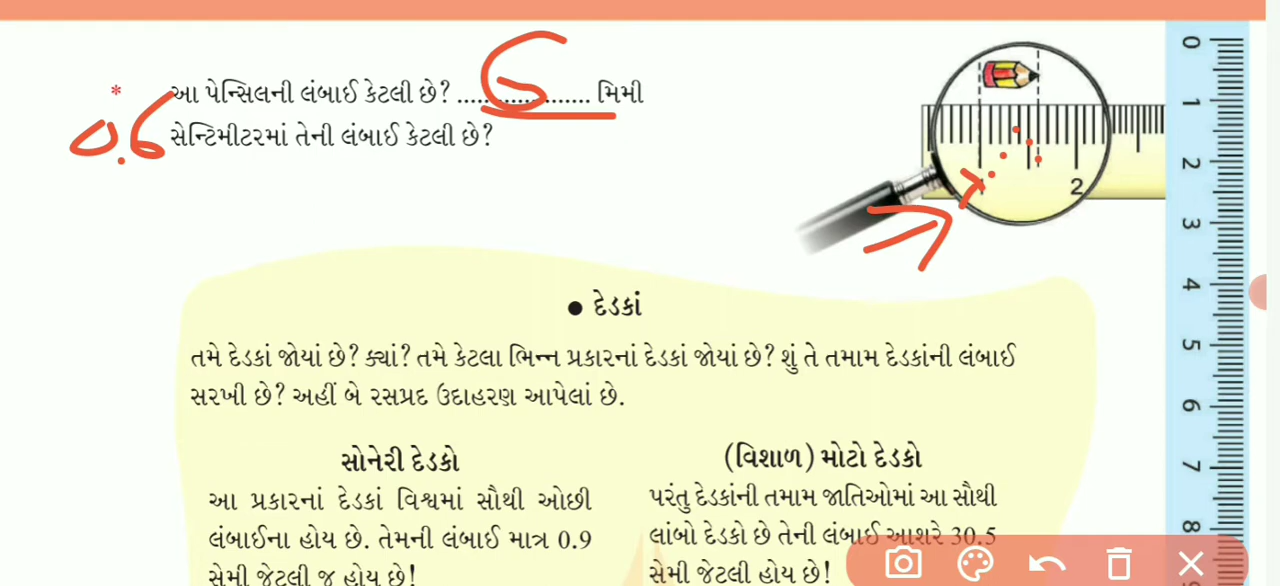 * આ પેન્સિલની લંબાઈ કેટલી છે? .................... મિમી
6
0.6 સેન્ટિમીટરમાં તેની લંબાઈ કેટલી છે?
1 2
0
1
2
3
4
5
6
7
8
● દેડકાં
તમે દેડકાં જોયાં છે? ક્યાં? તમે કેટલા ભિન્ન પ્રકારનાં દેડકાં જોયાં છે? શું તે તમામ દેડકાંની લંબાઈ
સરખી છે? અહીં બે રસપ્રદ ઉદાહરણ આપેલાં છે.
સોનેરી દેડકો
આ પ્રકારનાં દેડકાં વિશ્વમાં સૌથી ઓછી
લંબાઈના હોય છે. તેમની લંબાઈ માત્ર 0.9
સેમી જેટલી જ હોય છે!
(વિશાળ) મોટો દેડકો
પરંતુ દેડકાંની તમામ જાતિઓમાં આ સૌથી
લાંબો દેડકો છે તેની લંબાઈ આશરે 30.5
સેમી જેટલી હોય છે!